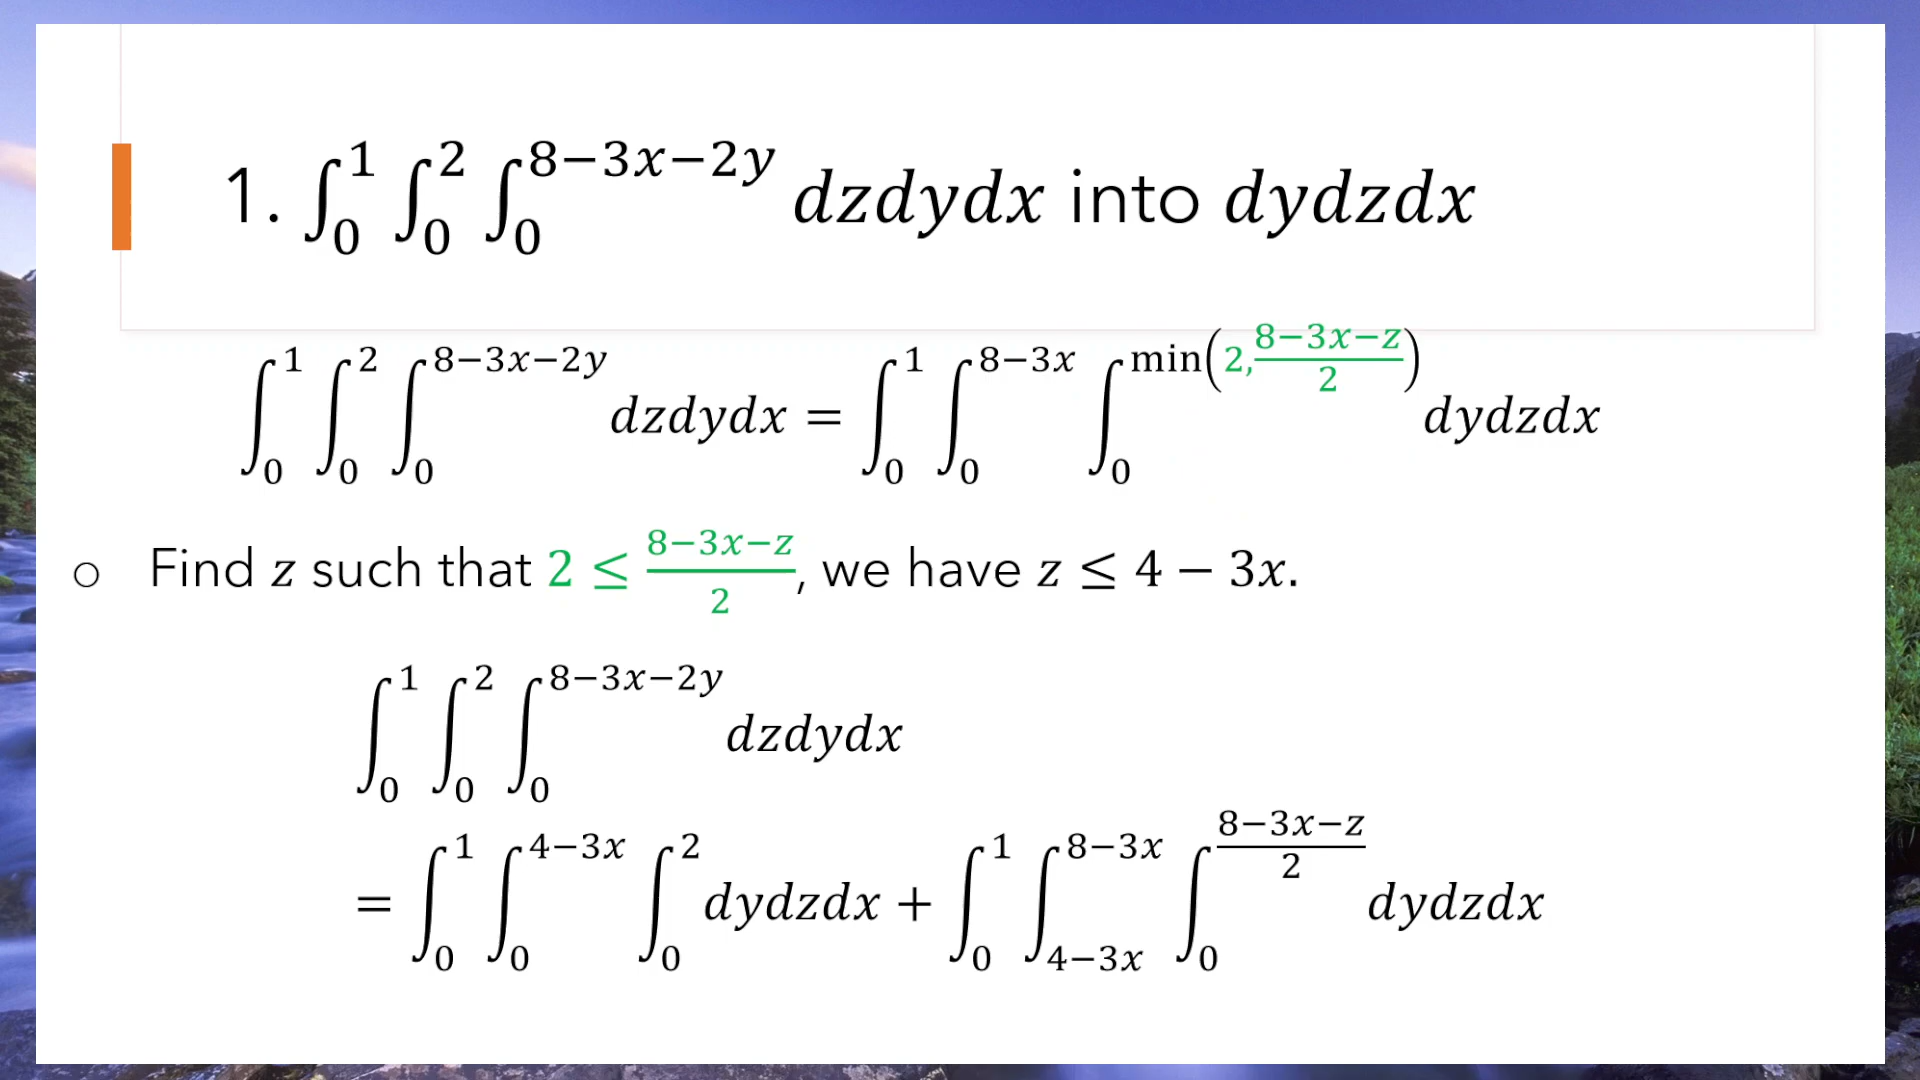 1. ∫₀¹ ∫₀² ∫₀^{8−3x−2y} dzdydx into dydzdx
∫₀¹ ∫₀² ∫₀^{8−3x−2y} dzdydx = ∫₀¹ ∫₀^{8−3x} ∫₀^{min(2, \frac{8−3x−z}{2})} dydzdx
○ Find z such that 2 ≤ \frac{8−3x−z}{2}, we have z ≤ 4 − 3x.
∫₀¹ ∫₀² ∫₀^{8−3x−2y} dzdydx
= ∫₀¹ ∫₀^{4−3x} ∫₀² dydzdx + ∫₀¹ ∫_{4−3x}^{8−3x} ∫₀^{\frac{8−3x−z}{2}} dydzdx